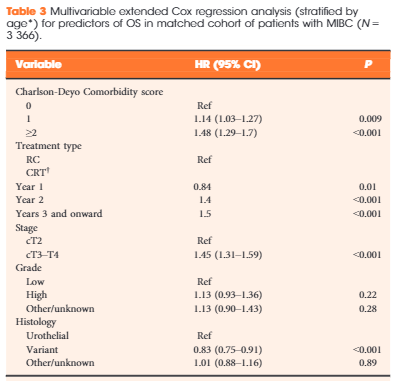 Table 3 Multivariable extended Cox regression analysis (stratified by
age*) for predictors of OS in matched cohort of patients with MIBC (N =
3 366).
Variable HR (95% CI) P
Charlson-Deyo Comorbidity score
0 Ref
1 1.14 (1.03–1.27) 0.009
≥2 1.48 (1.29–1.7) <0.001
Treatment type
RC Ref
CRT†
Year 1 0.84 0.01
Year 2 1.4 <0.001
Years 3 and onward 1.5 <0.001
Stage
cT2 Ref
cT3–T4 1.45 (1.31–1.59) <0.001
Grade
Low Ref
High 1.13 (0.93–1.36) 0.22
Other/unknown 1.13 (0.90–1.43) 0.28
Histology
Urothelial Ref
Variant 0.83 (0.75–0.91) <0.001
Other/unknown 1.01 (0.88–1.16) 0.89